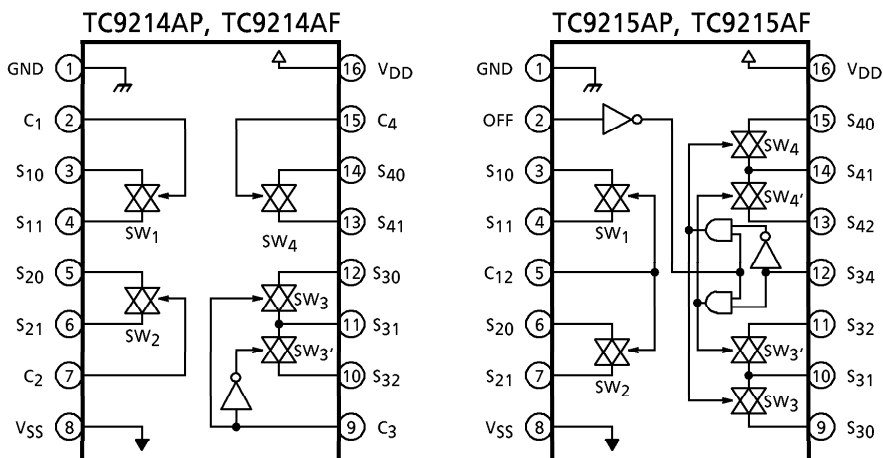 TC9214AP, TC9214AF
GND 1
C1 2
S10 3
S11 4
S20 5
S21 6
C2 7
VSS 8
16 VDD
15 C4
14 S40
13 S41
12 S30
11 S31
10 S32
9 C3
SW1
SW2
SW4
SW3
SW3'
TC9215AP, TC9215AF
GND 1
OFF 2
S10 3
S11 4
C12 5
S20 6
S21 7
VSS 8
16 VDD
15 S40
14 S41
13 S42
12 S34
11 S32
10 S31
9 S30
SW1
SW2
SW4
SW4'
SW3'
SW3